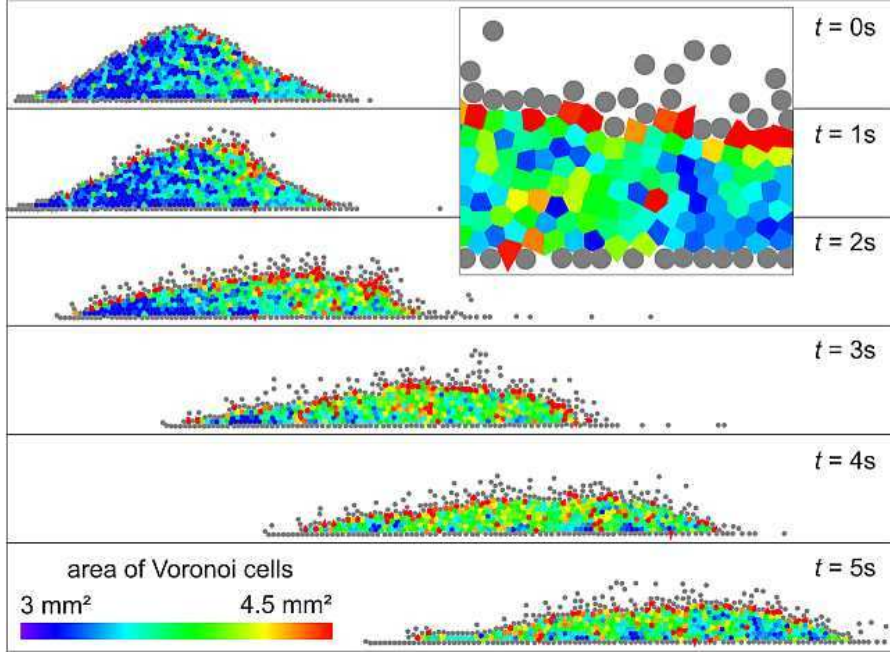 t = 0s
t = 1s
t = 2s
t = 3s
t = 4s
t = 5s
area of Voronoi cells
3 mm² 4.5 mm²